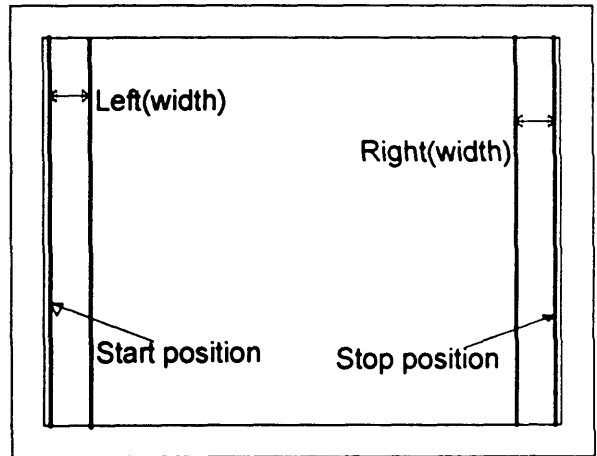 Left(width)
Right(width)
Start position
Stop position